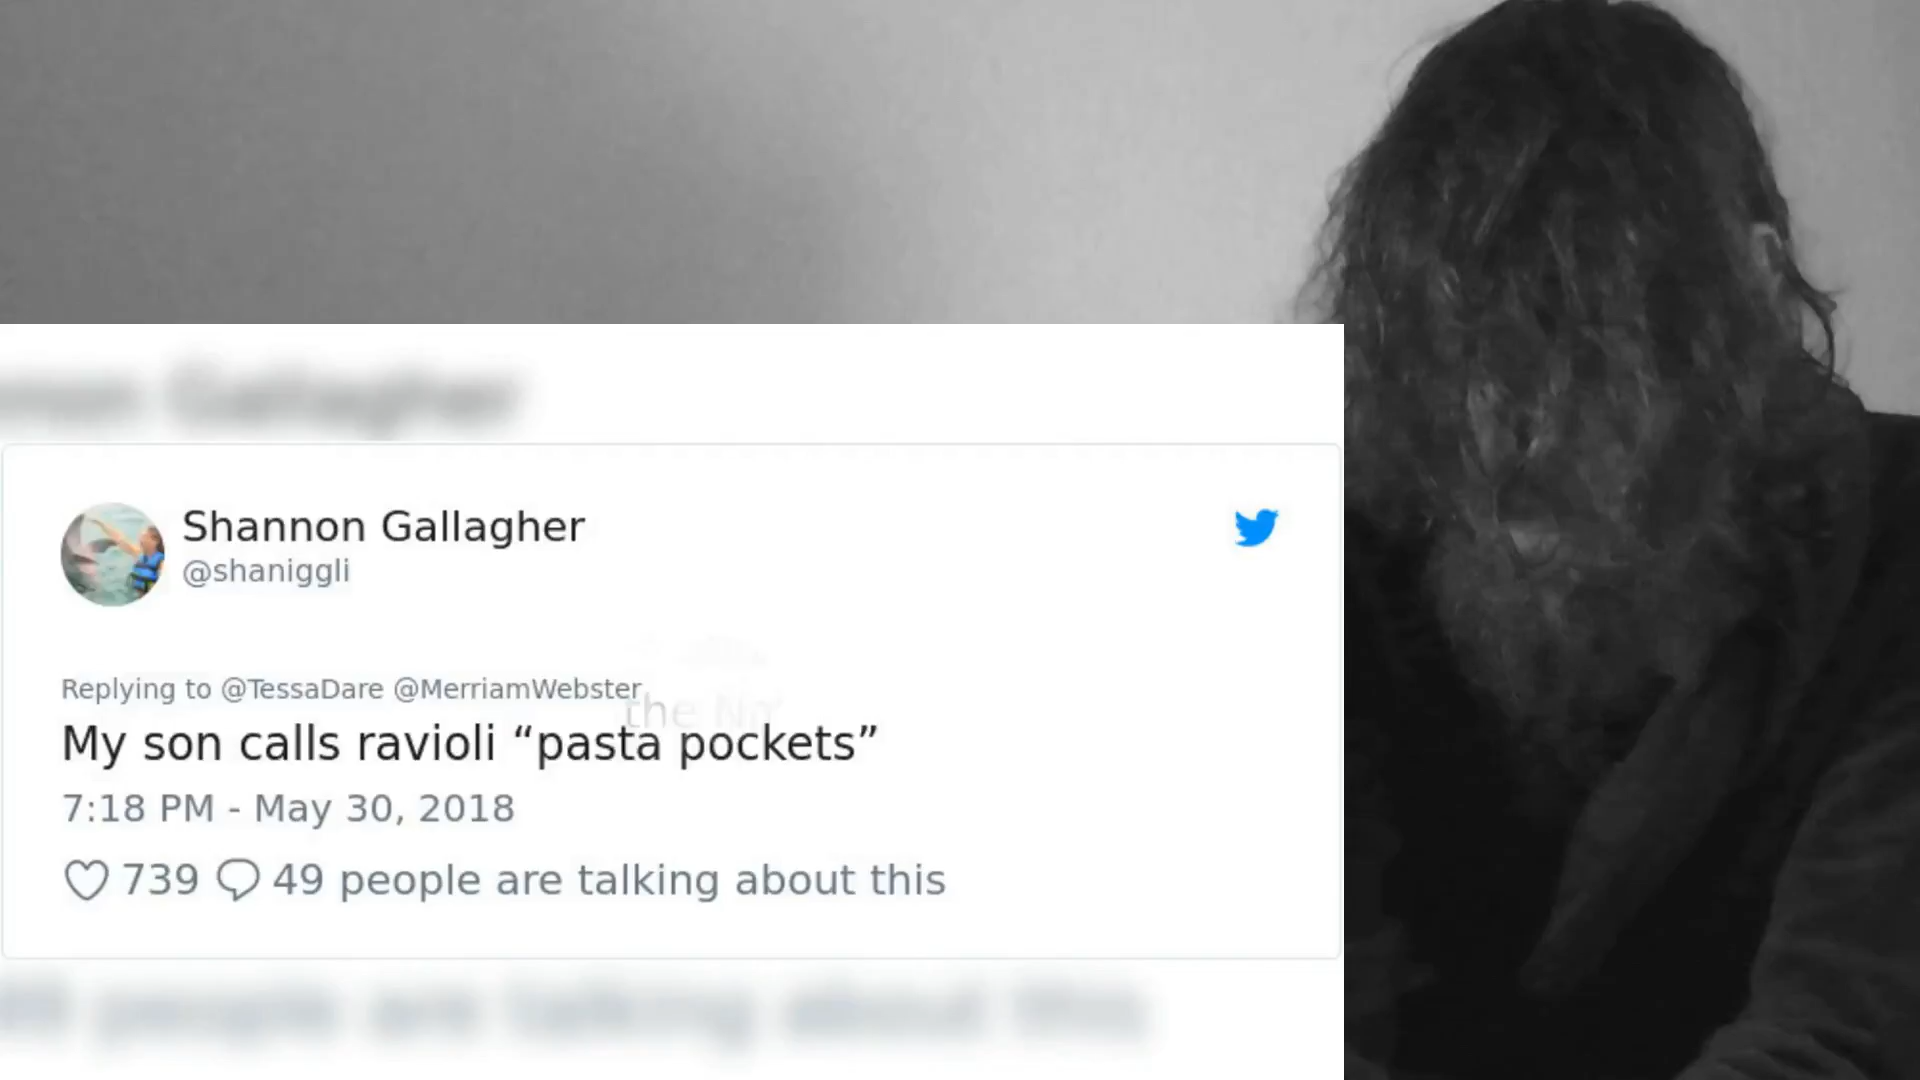 Shannon Gallagher
@shaniggli
Replying to @TessaDare @MerriamWebster
the
My son calls ravioli “pasta pockets”
7:18 PM - May 30, 2018
739 49 people are talking about this